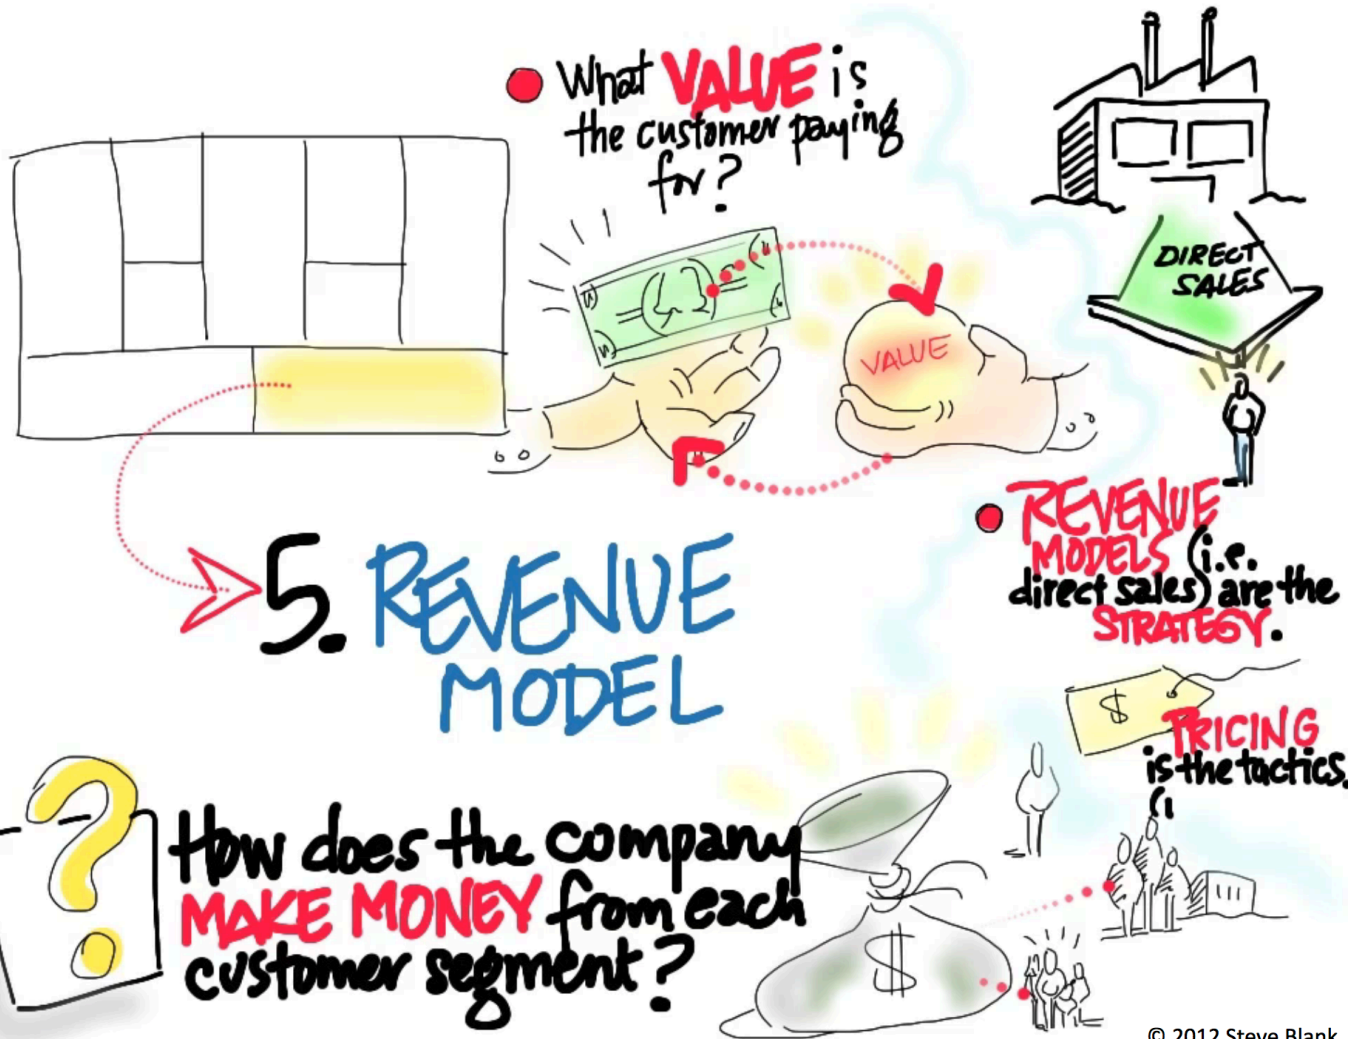 What VALUE is
the customer paying
for?
VALUE
DIRECT
SALES
5. REVENUE
MODEL
REVENUE
MODELS (i.e.
direct sales) are the
STRATEGY.
$
PRICING
is the tactics.
?
How does the company
MAKE MONEY from each
customer segment?
$
© 2012 Steve Blank